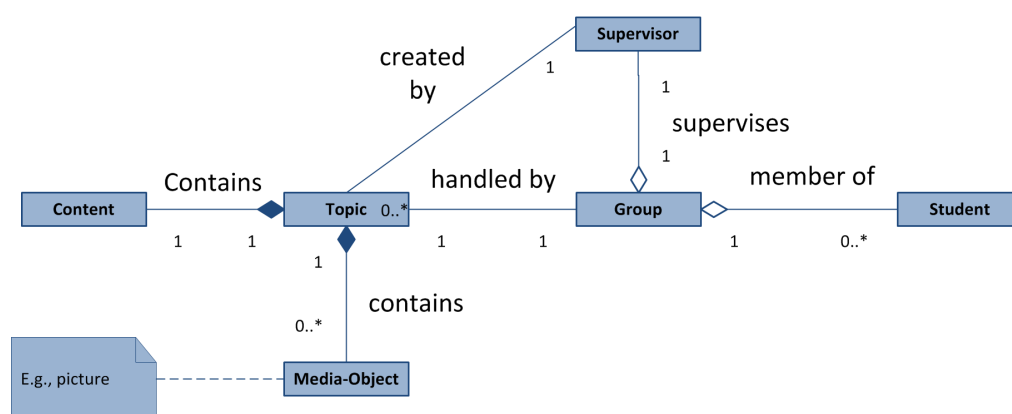 Supervisor
created
by
1
1
supervises
1
Contains
handled by
member of
Content
Topic
0..*
Group
Student
1
1
1
1
1
0..*
1
contains
0..*
E.g., picture
Media-Object